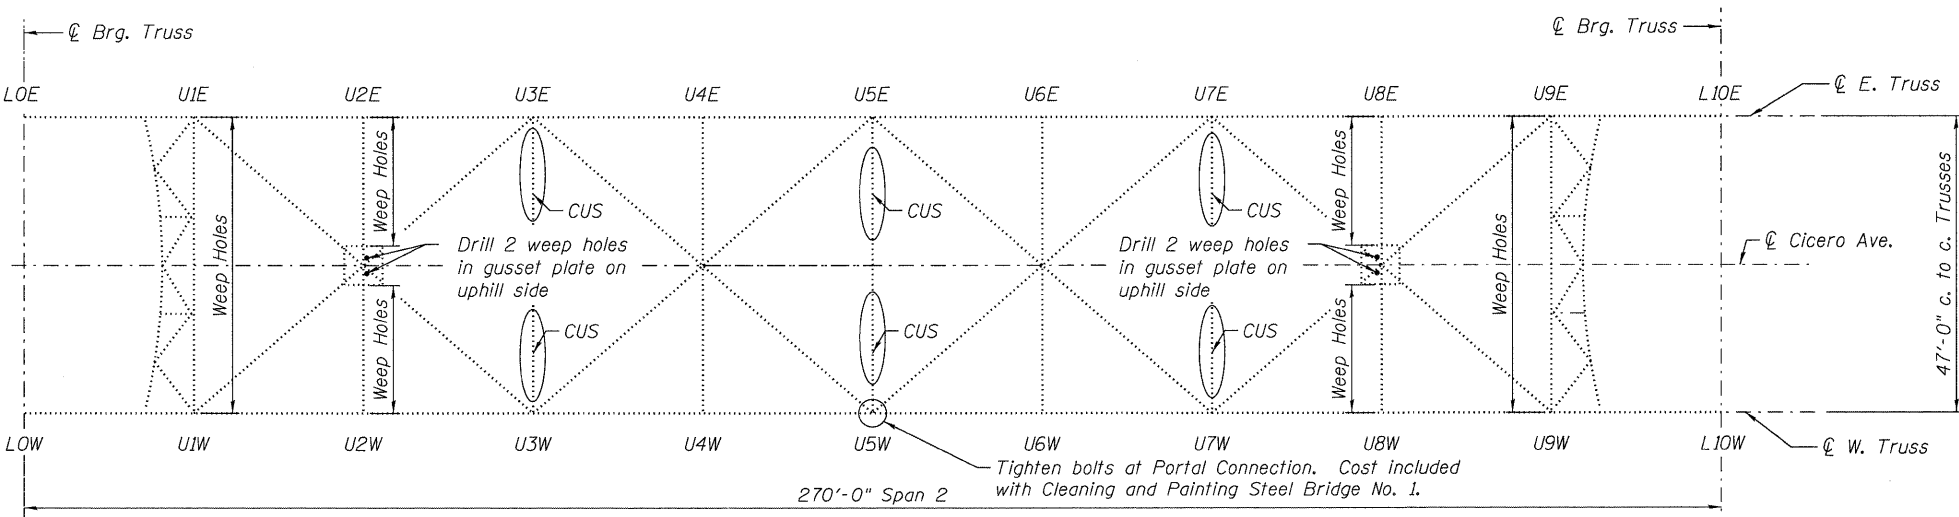 ℄ Brg. Truss
℄ Brg. Truss
L0E
U1E
U2E
U3E
U4E
U5E
U6E
U7E
U8E
U9E
L10E
℄ E. Truss
Weep Holes
Weep Holes
Weep Holes
CUS
CUS
CUS
CUS
CUS
CUS
Drill 2 weep holes
in gusset plate on
uphill side
Drill 2 weep holes
in gusset plate on
uphill side
Weep Holes
Weep Holes
Weep Holes
℄ Cicero Ave.
47'-0" c. to c. Trusses
L0W
U1W
U2W
U3W
U4W
U5W
U6W
U7W
U8W
U9W
L10W
℄ W. Truss
Tighten bolts at Portal Connection. Cost included
with Cleaning and Painting Steel Bridge No. 1.
270'-0" Span 2